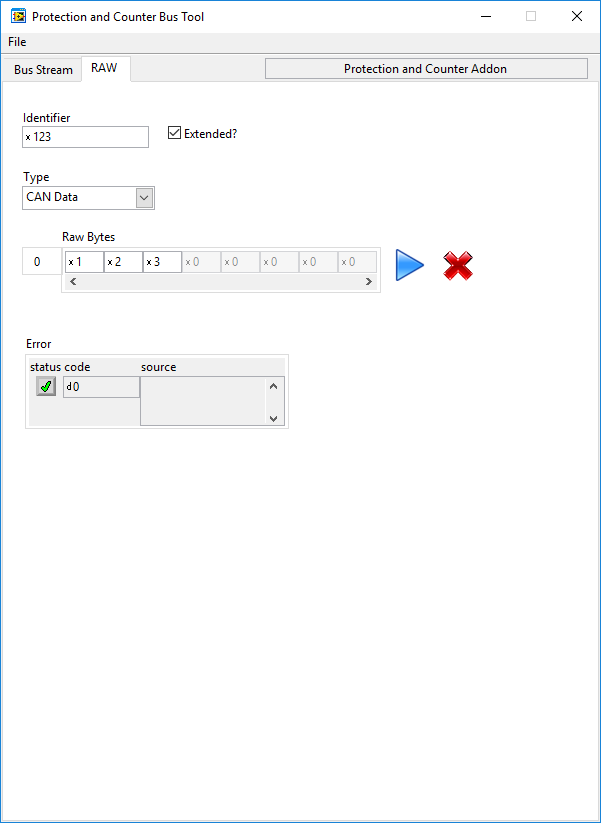 Protection and Counter Bus Tool
File
Bus Stream RAW Protection and Counter Addon
Identifier
x 123
Extended?
Type
CAN Data
Raw Bytes
0 x 1 x 2 x 3 x 0 x 0 x 0 x 0 x 0
Error
status code source
d 0